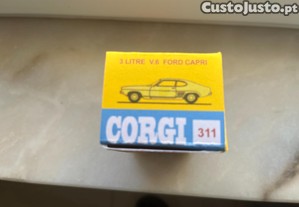 CustoJusto.pt
3 LITRE V6 FORD CAPRI
CORGI 311